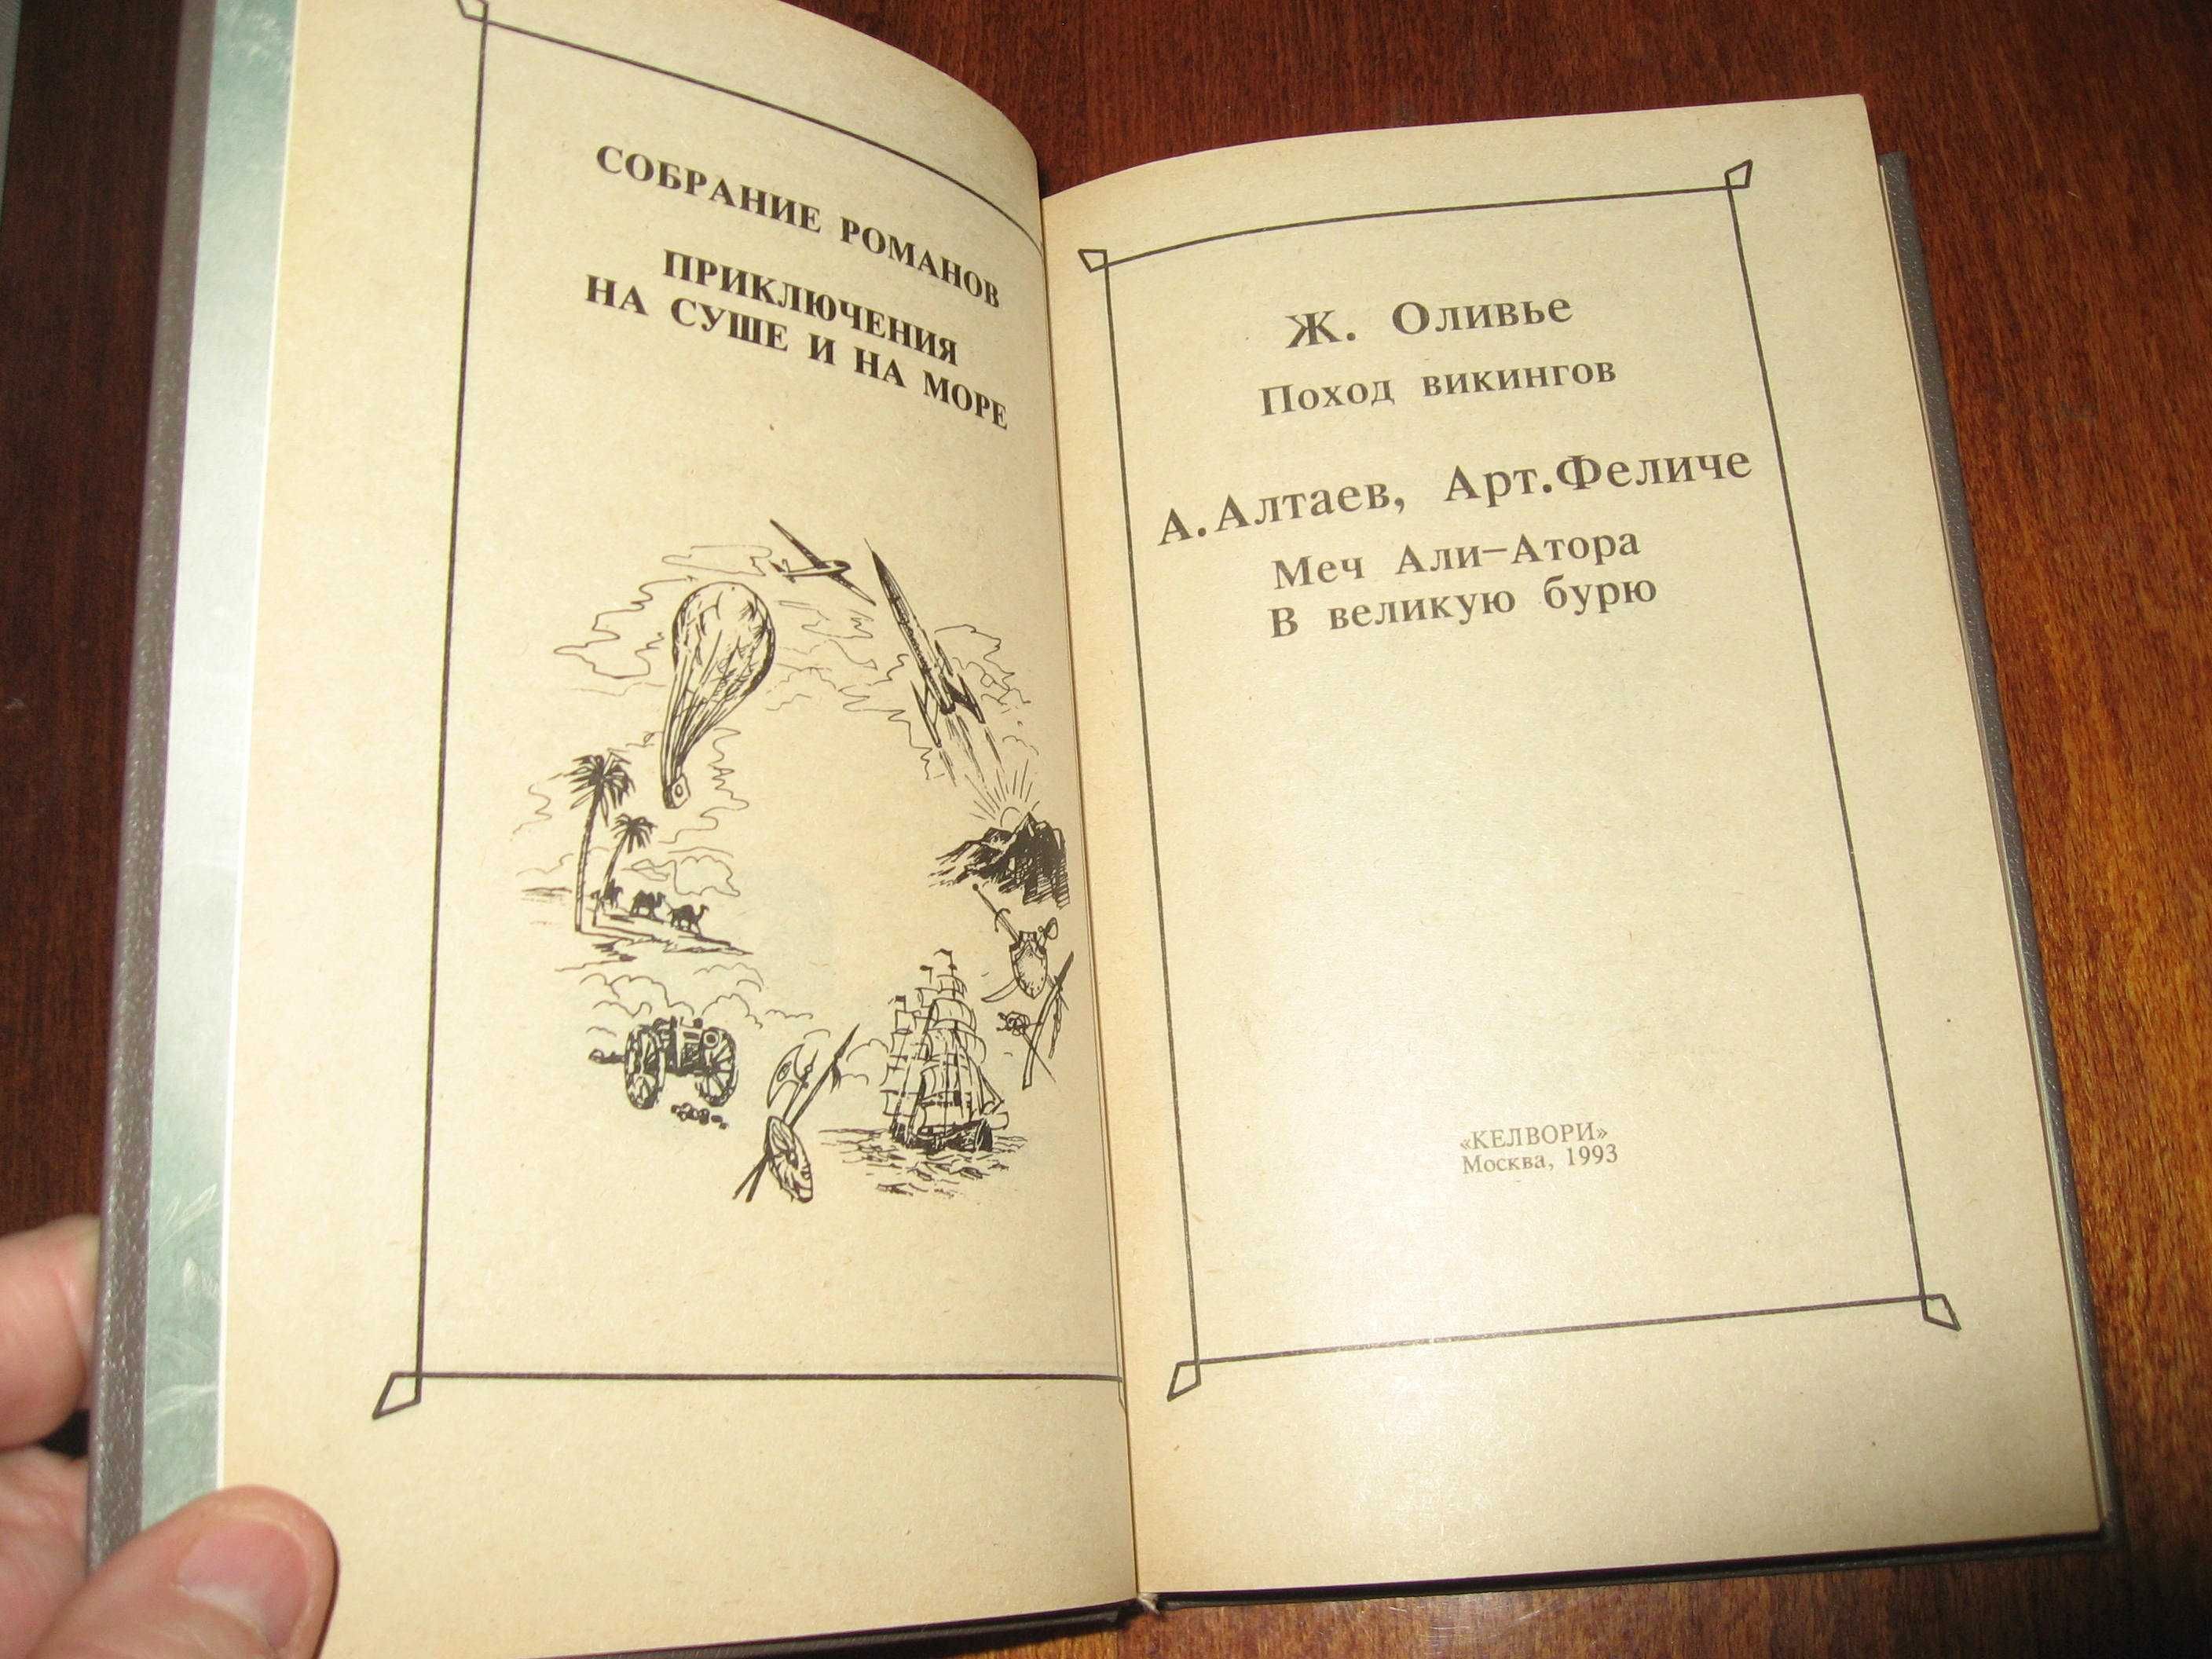 СОБРАНИЕ РОМАНОВ
ПРИКЛЮЧЕНИЯ
НА СУШЕ И НА МОРЕ
Ж. Оливье
Поход викингов
А.Алтаев, Арт.Феличе
Меч Али-Атора
В великую бурю
«КЕЛВОРИ»
Москва, 1993